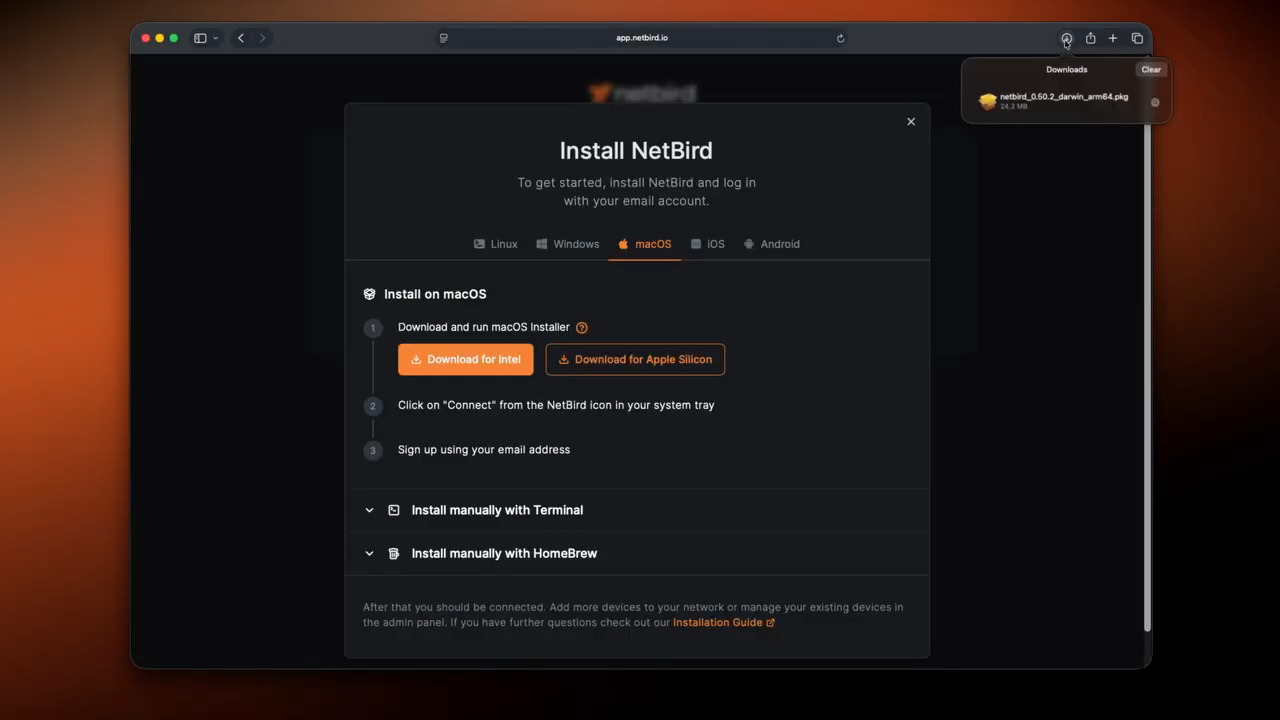 app.netbird.io
Downloads
Clear
netbird_0.50.2_darwin_arm64.pkg
24.2 MB
netbird
Install NetBird
To get started, install NetBird and log in
with your email account.
Linux
Windows
macOS
iOS
Android
Install on macOS
1
Download and run macOS Installer
Download for Intel
Download for Apple Silicon
2
Click on "Connect" from the NetBird icon in your system tray
3
Sign up using your email address
Install manually with Terminal
Install manually with HomeBrew
After that you should be connected. Add more devices to your network or manage your existing devices in
the admin panel. If you have further questions check out our Installation Guide